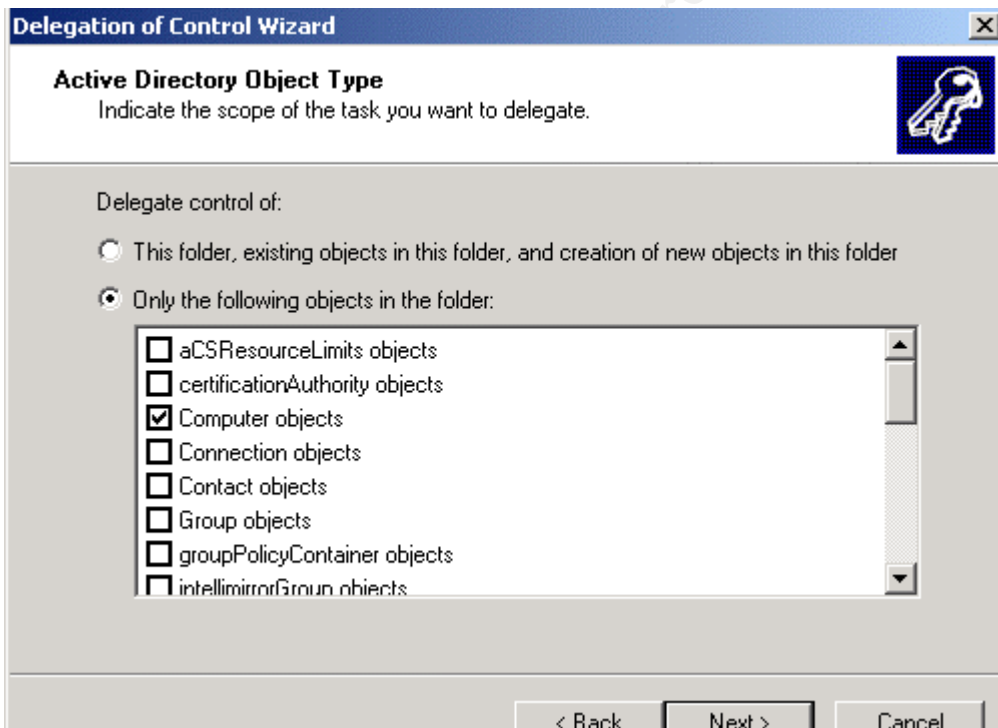 Delegation of Control Wizard
Active Directory Object Type
Indicate the scope of the task you want to delegate.
Delegate control of:
This folder, existing objects in this folder, and creation of new objects in this folder
Only the following objects in the folder:
aCSResourceLimits objects
certificationAuthority objects
Computer objects
Connection objects
Contact objects
Group objects
groupPolicyContainer objects
intellimirrorGroup objects
< Back Next > Cancel